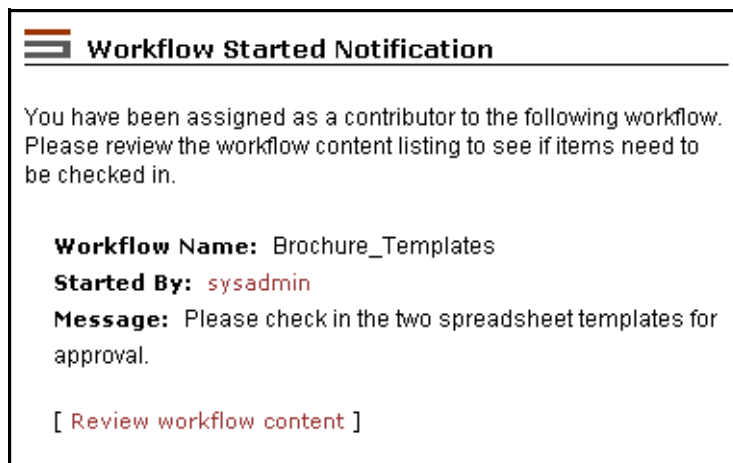 Workflow Started Notification
You have been assigned as a contributor to the following workflow.
Please review the workflow content listing to see if items need to
be checked in.
Workflow Name: Brochure_Templates
Started By: sysadmin
Message: Please check in the two spreadsheet templates for
approval.
[ Review workflow content ]